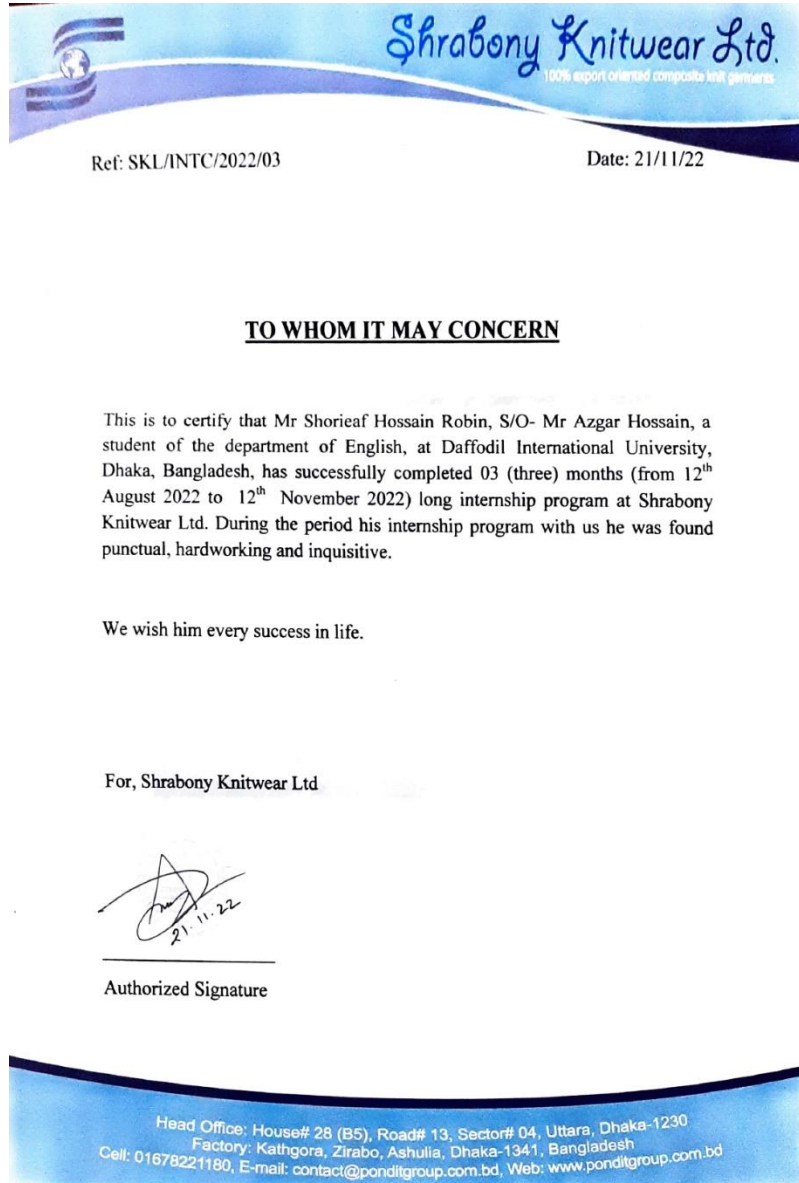 Shrabony Knitwear Ltd.
100% export oriented composite knit garments
Ref: SKL/INTC/2022/03
Date: 21/11/22
TO WHOM IT MAY CONCERN
This is to certify that Mr Shorieaf Hossain Robin, S/O- Mr Azgar Hossain, a
student of the department of English, at Daffodil International University,
Dhaka, Bangladesh, has successfully completed 03 (three) months (from 12th
August 2022 to 12th November 2022) long internship program at Shrabony
Knitwear Ltd. During the period his internship program with us he was found
punctual, hardworking and inquisitive.
We wish him every success in life.
For, Shrabony Knitwear Ltd
21.11.22
Authorized Signature
Head Office: House# 28 (B5), Road# 13, Sector# 04, Uttara, Dhaka-1230
Factory: Kathgora, Zirabo, Ashulia, Dhaka-1341, Bangladesh
Cell: 01678221180, E-mail: contact@ponditgroup.com.bd, Web: www.ponditgroup.com.bd